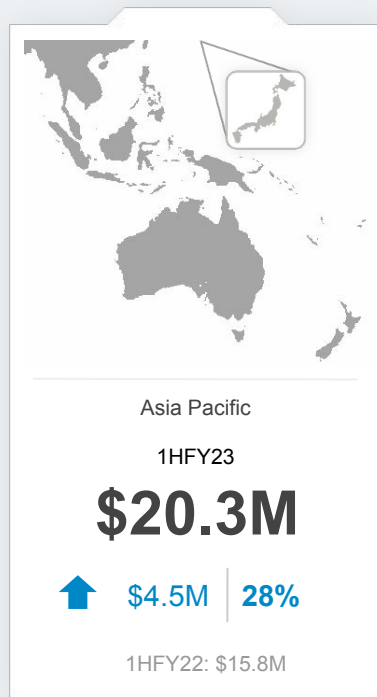 Asia Pacific
1HFY23
$20.3M
$4.5M 28%
1HFY22: $15.8M